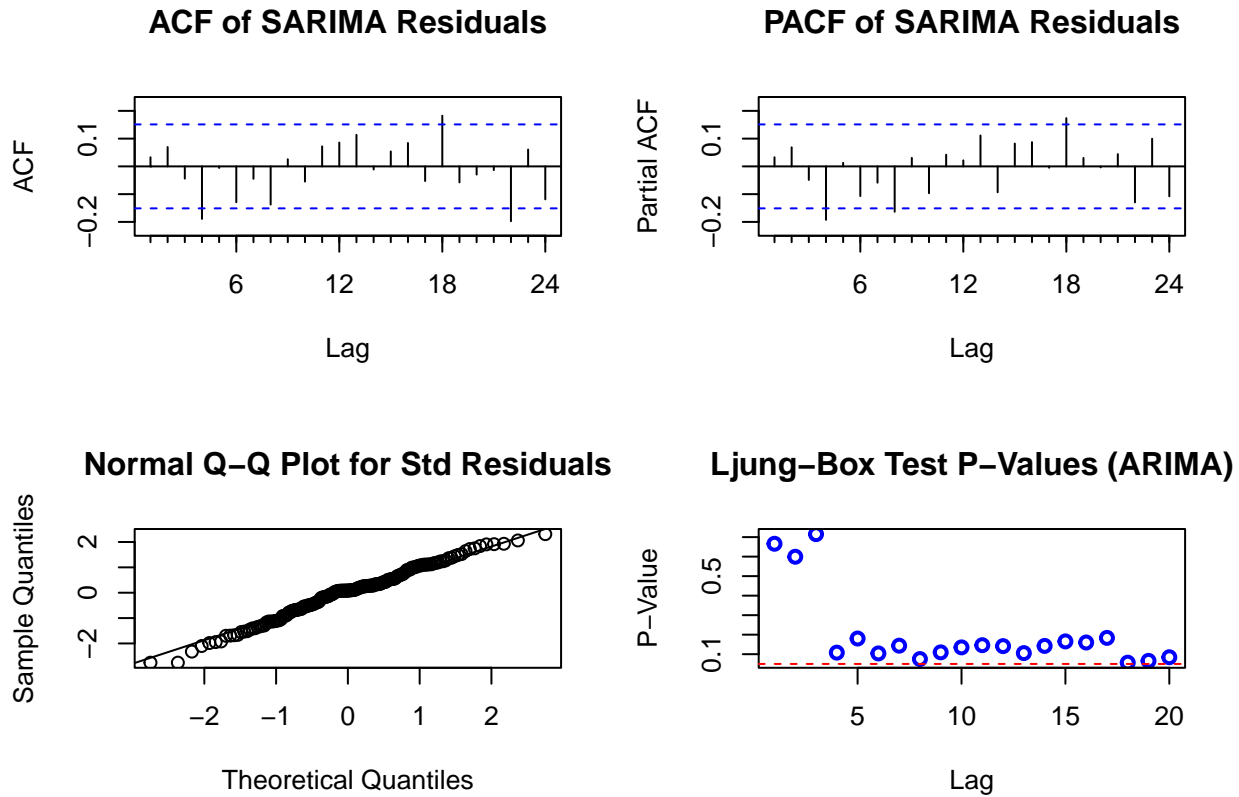 ACF of SARIMA Residuals
ACF
0.1
−0.2
6 12 18 24
Lag
PACF of SARIMA Residuals
Partial ACF
0.1
−0.2
6 12 18 24
Lag
Normal Q−Q Plot for Std Residuals
Sample Quantiles
2
0
−2
−2 −1 0 1 2
Theoretical Quantiles
Ljung−Box Test P−Values (ARIMA)
P−Value
0.5
0.1
5 10 15 20
Lag